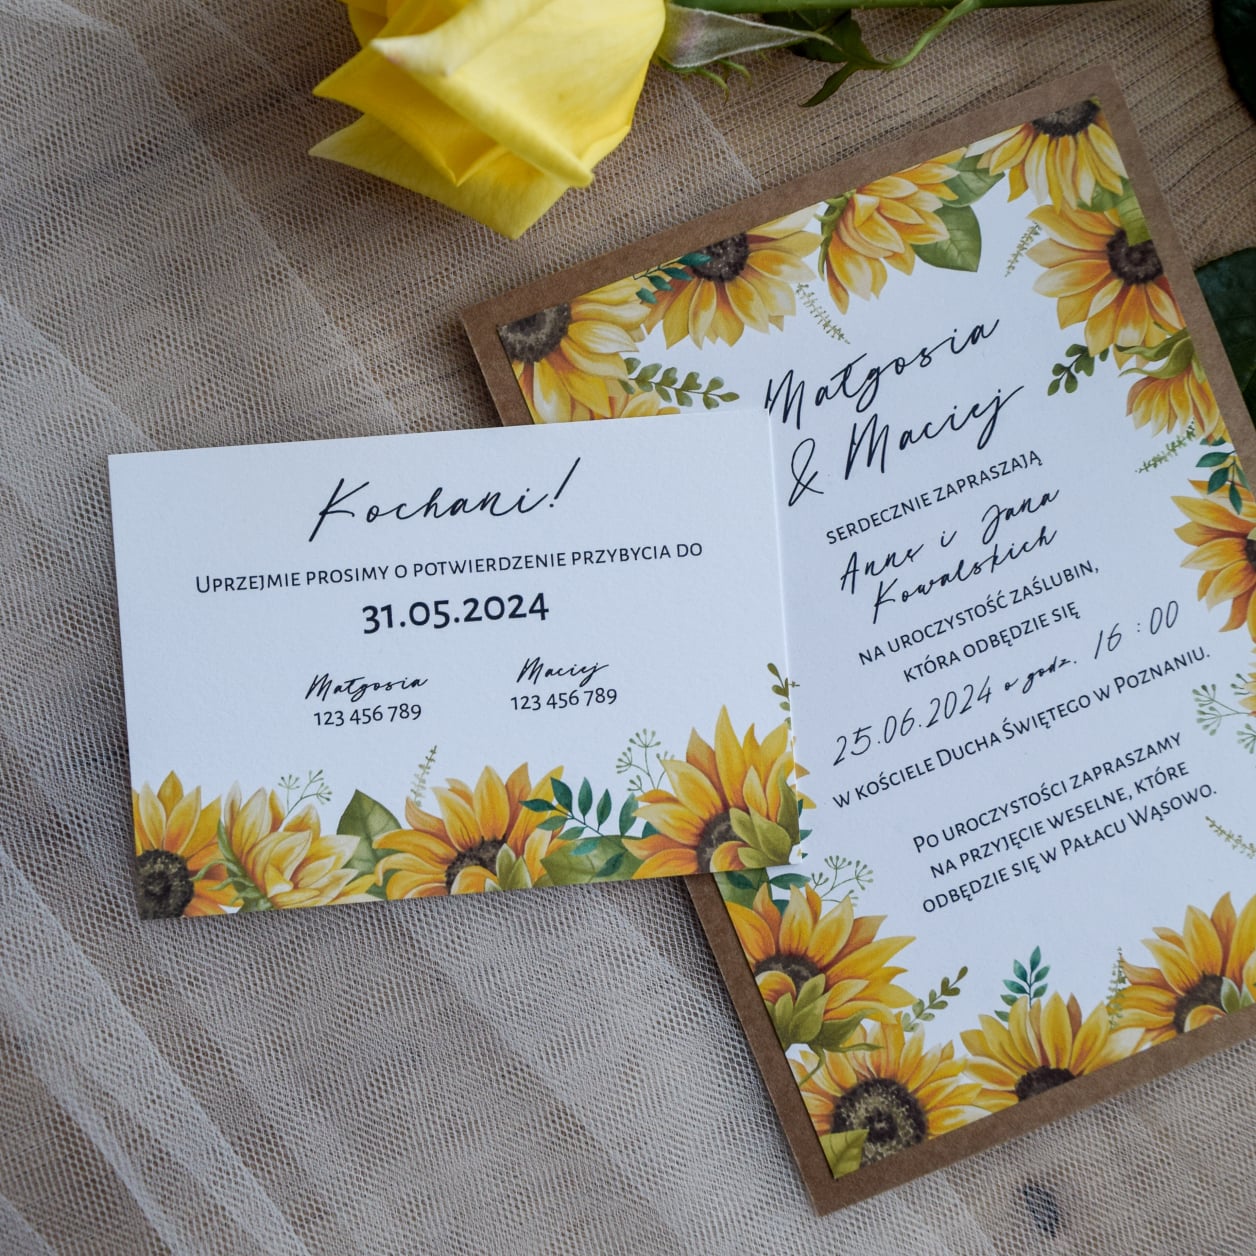 Kochani!
Uprzejmie prosimy o potwierdzenie przybycia do
31.05.2024
Małgosia
123 456 789
Maciej
123 456 789
Małgosia
& Maciej
serdecznie zapraszają
Annę i Jana
Kowalskich
na uroczystość zaślubin,
która odbędzie się
25.06.2024 o godz. 16:00
w kościele Ducha Świętego w Poznaniu.
Po uroczystości zapraszamy
na przyjęcie weselne, które
odbędzie się w Pałacu Wąsowo.